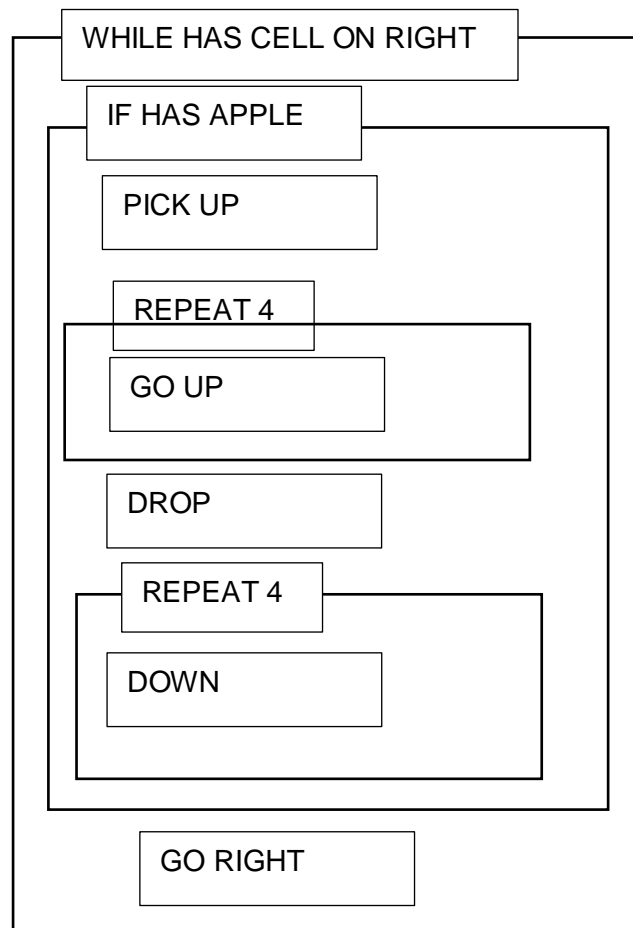 WHILE HAS CELL ON RIGHT
IF HAS APPLE
PICK UP
REPEAT 4
GO UP
DROP
REPEAT 4
DOWN
GO RIGHT